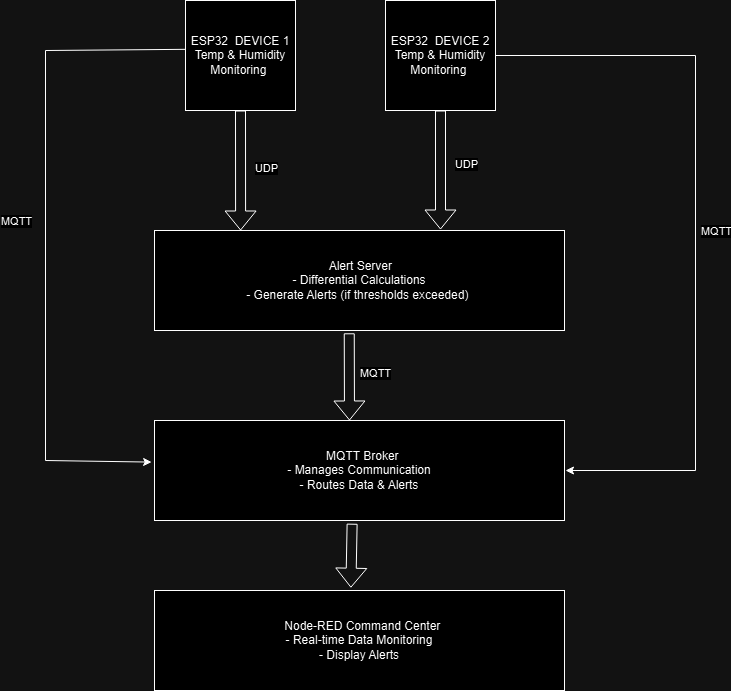 ESP32  DEVICE 1
Temp & Humidity
Monitoring
ESP32  DEVICE 2
Temp & Humidity
Monitoring
UDP
UDP
MQTT
MQTT
Alert Server
- Differential Calculations
- Generate Alerts (if thresholds exceeded)
MQTT
MQTT Broker
- Manages Communication
- Routes Data & Alerts
Node-RED Command Center
- Real-time Data Monitoring
- Display Alerts